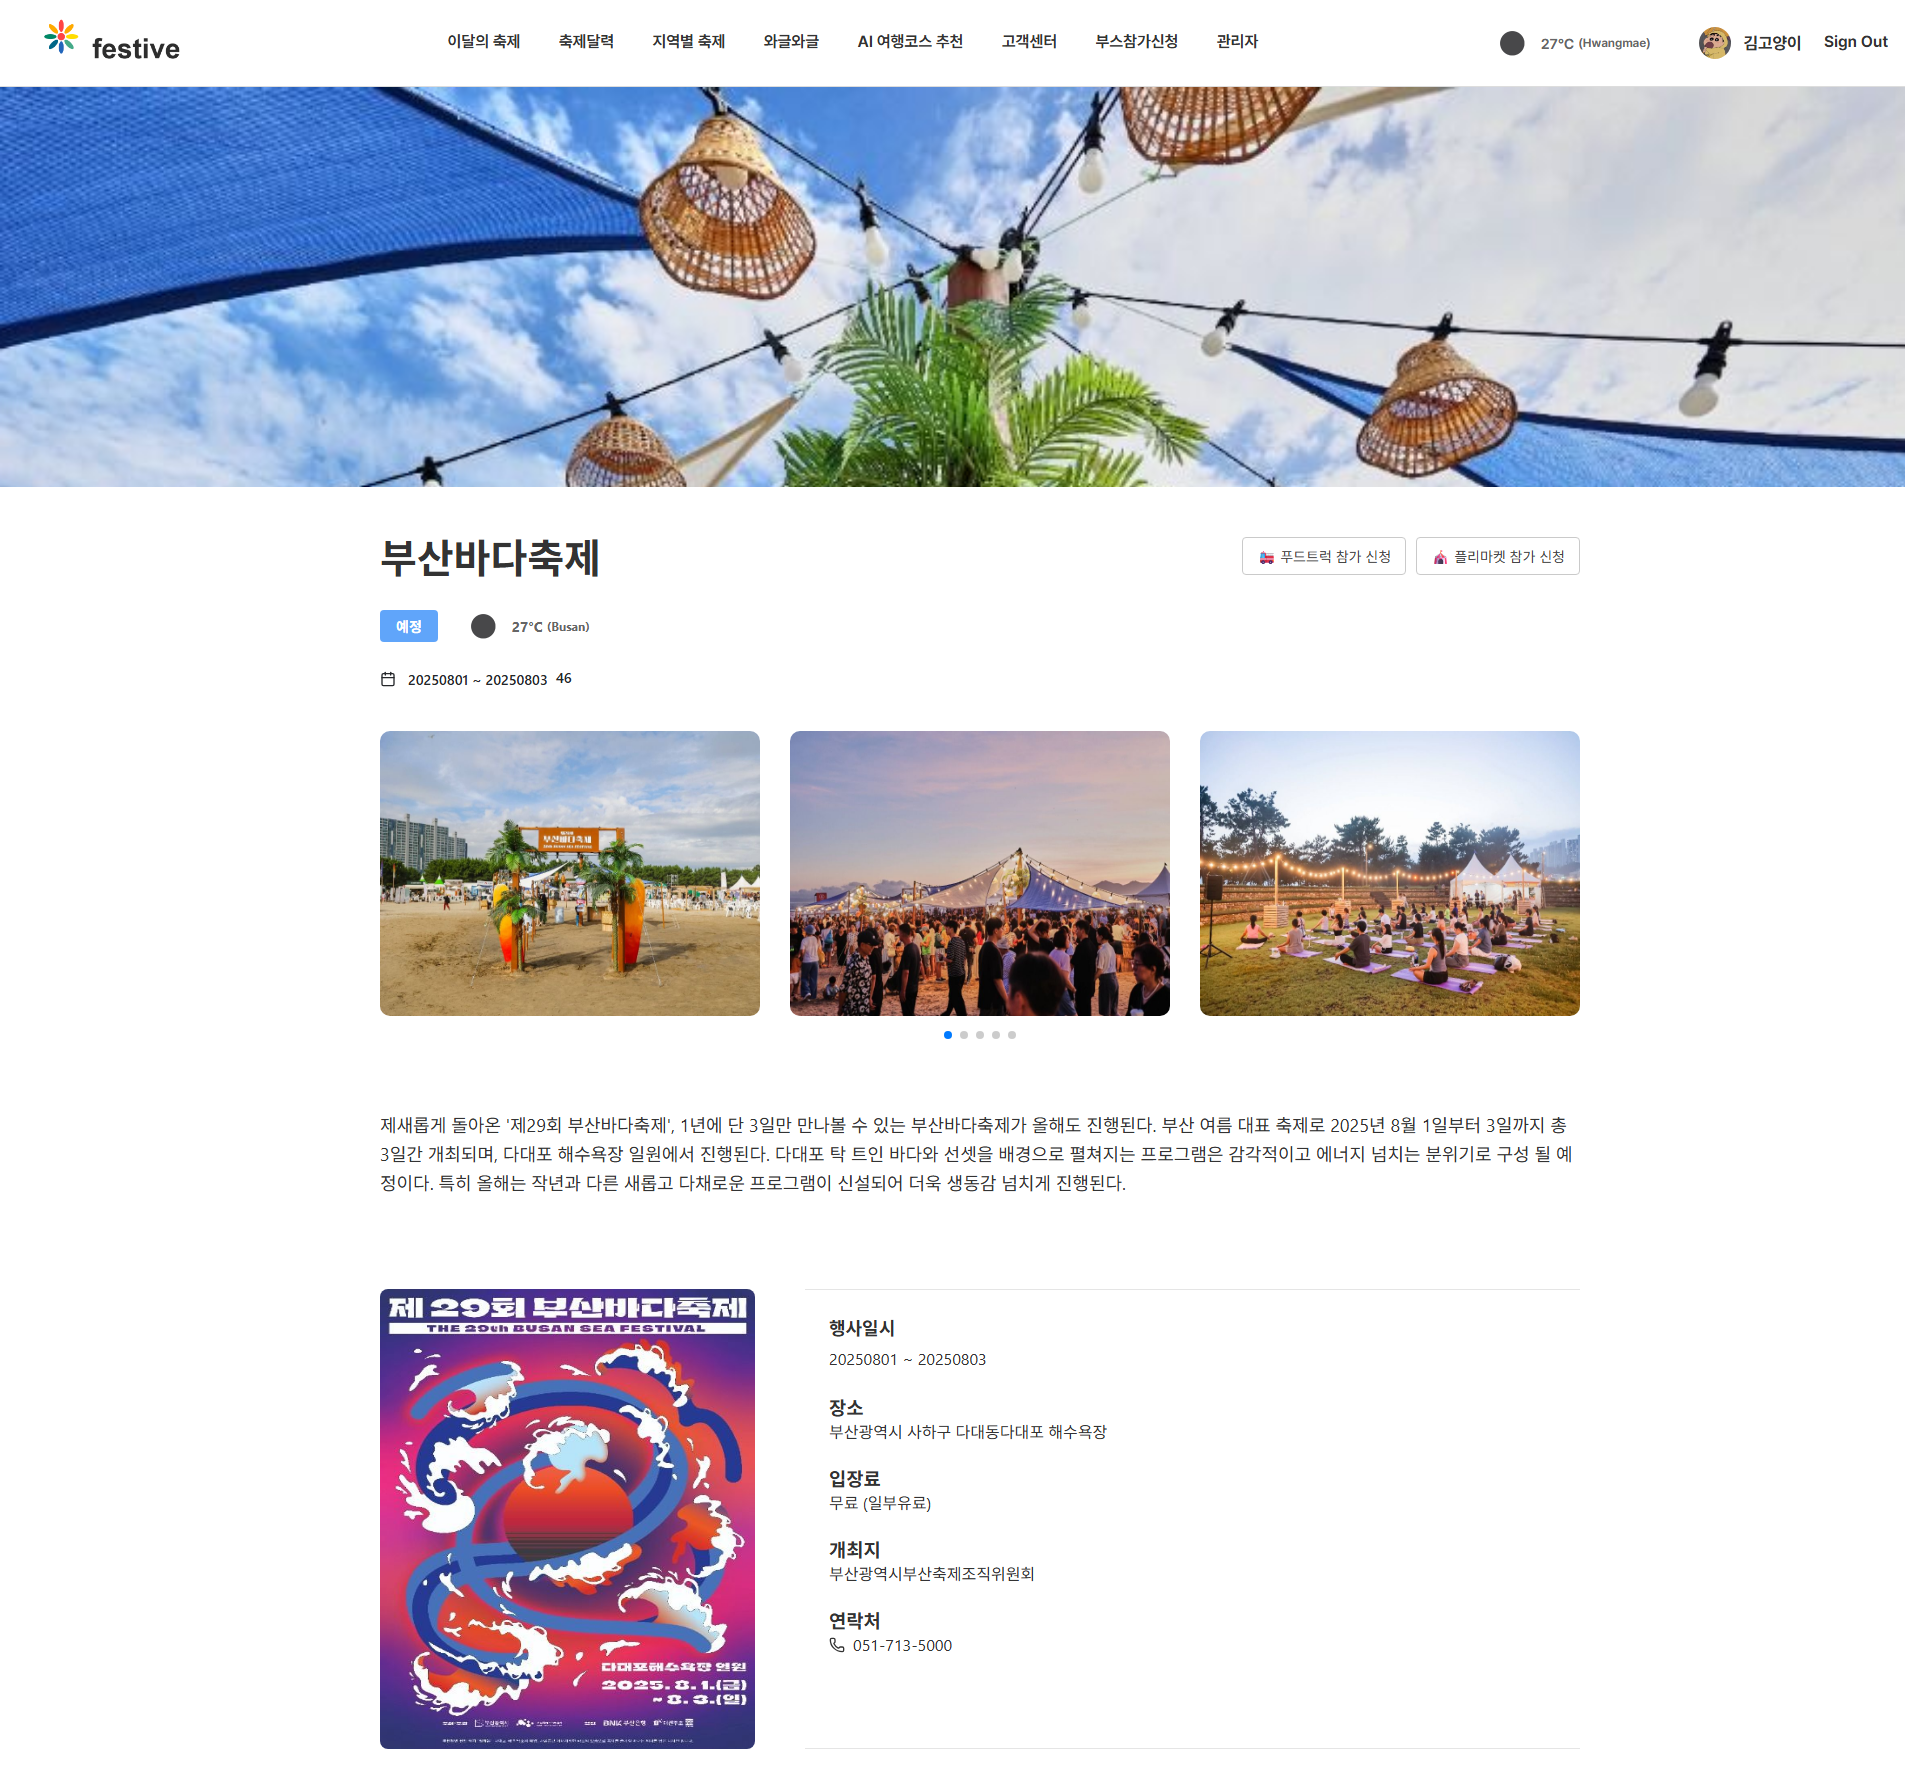 festive
이달의 축제 축제달력 지역별 축제 와글와글 AI 여행코스 추천 고객센터 부스참가신청 관리자
27°C (Hwangmae)
김고양이 Sign Out
부산바다축제
푸드트럭 참가 신청
플리마켓 참가 신청
예정
27°C (Busan)
20250801 ~ 20250803 46
부산바다축제
제새롭게 돌아온 '제29회 부산바다축제', 1년에 단 3일만 만나볼 수 있는 부산바다축제가 올해도 진행된다. 부산 여름 대표 축제로 2025년 8월 1일부터 3일까지 총
3일간 개최되며, 다대포 해수욕장 일원에서 진행된다. 다대포 탁 트인 바다와 선셋을 배경으로 펼쳐지는 프로그램은 감각적이고 에너지 넘치는 분위기로 구성 될 예
정이다. 특히 올해는 작년과 다른 새롭고 다채로운 프로그램이 신설되어 더욱 생동감 넘치게 진행된다.
제 29회 부산바다축제
THE 29th BUSAN SEA FESTIVAL
다대포해수욕장 일원
2025. 8. 1.(금)
~ 8. 3.(일)
BNK 부산은행
행사일시
20250801 ~ 20250803
장소
부산광역시 사하구 다대동다대포 해수욕장
입장료
무료 (일부유료)
개최지
부산광역시부산축제조직위원회
연락처
051-713-5000